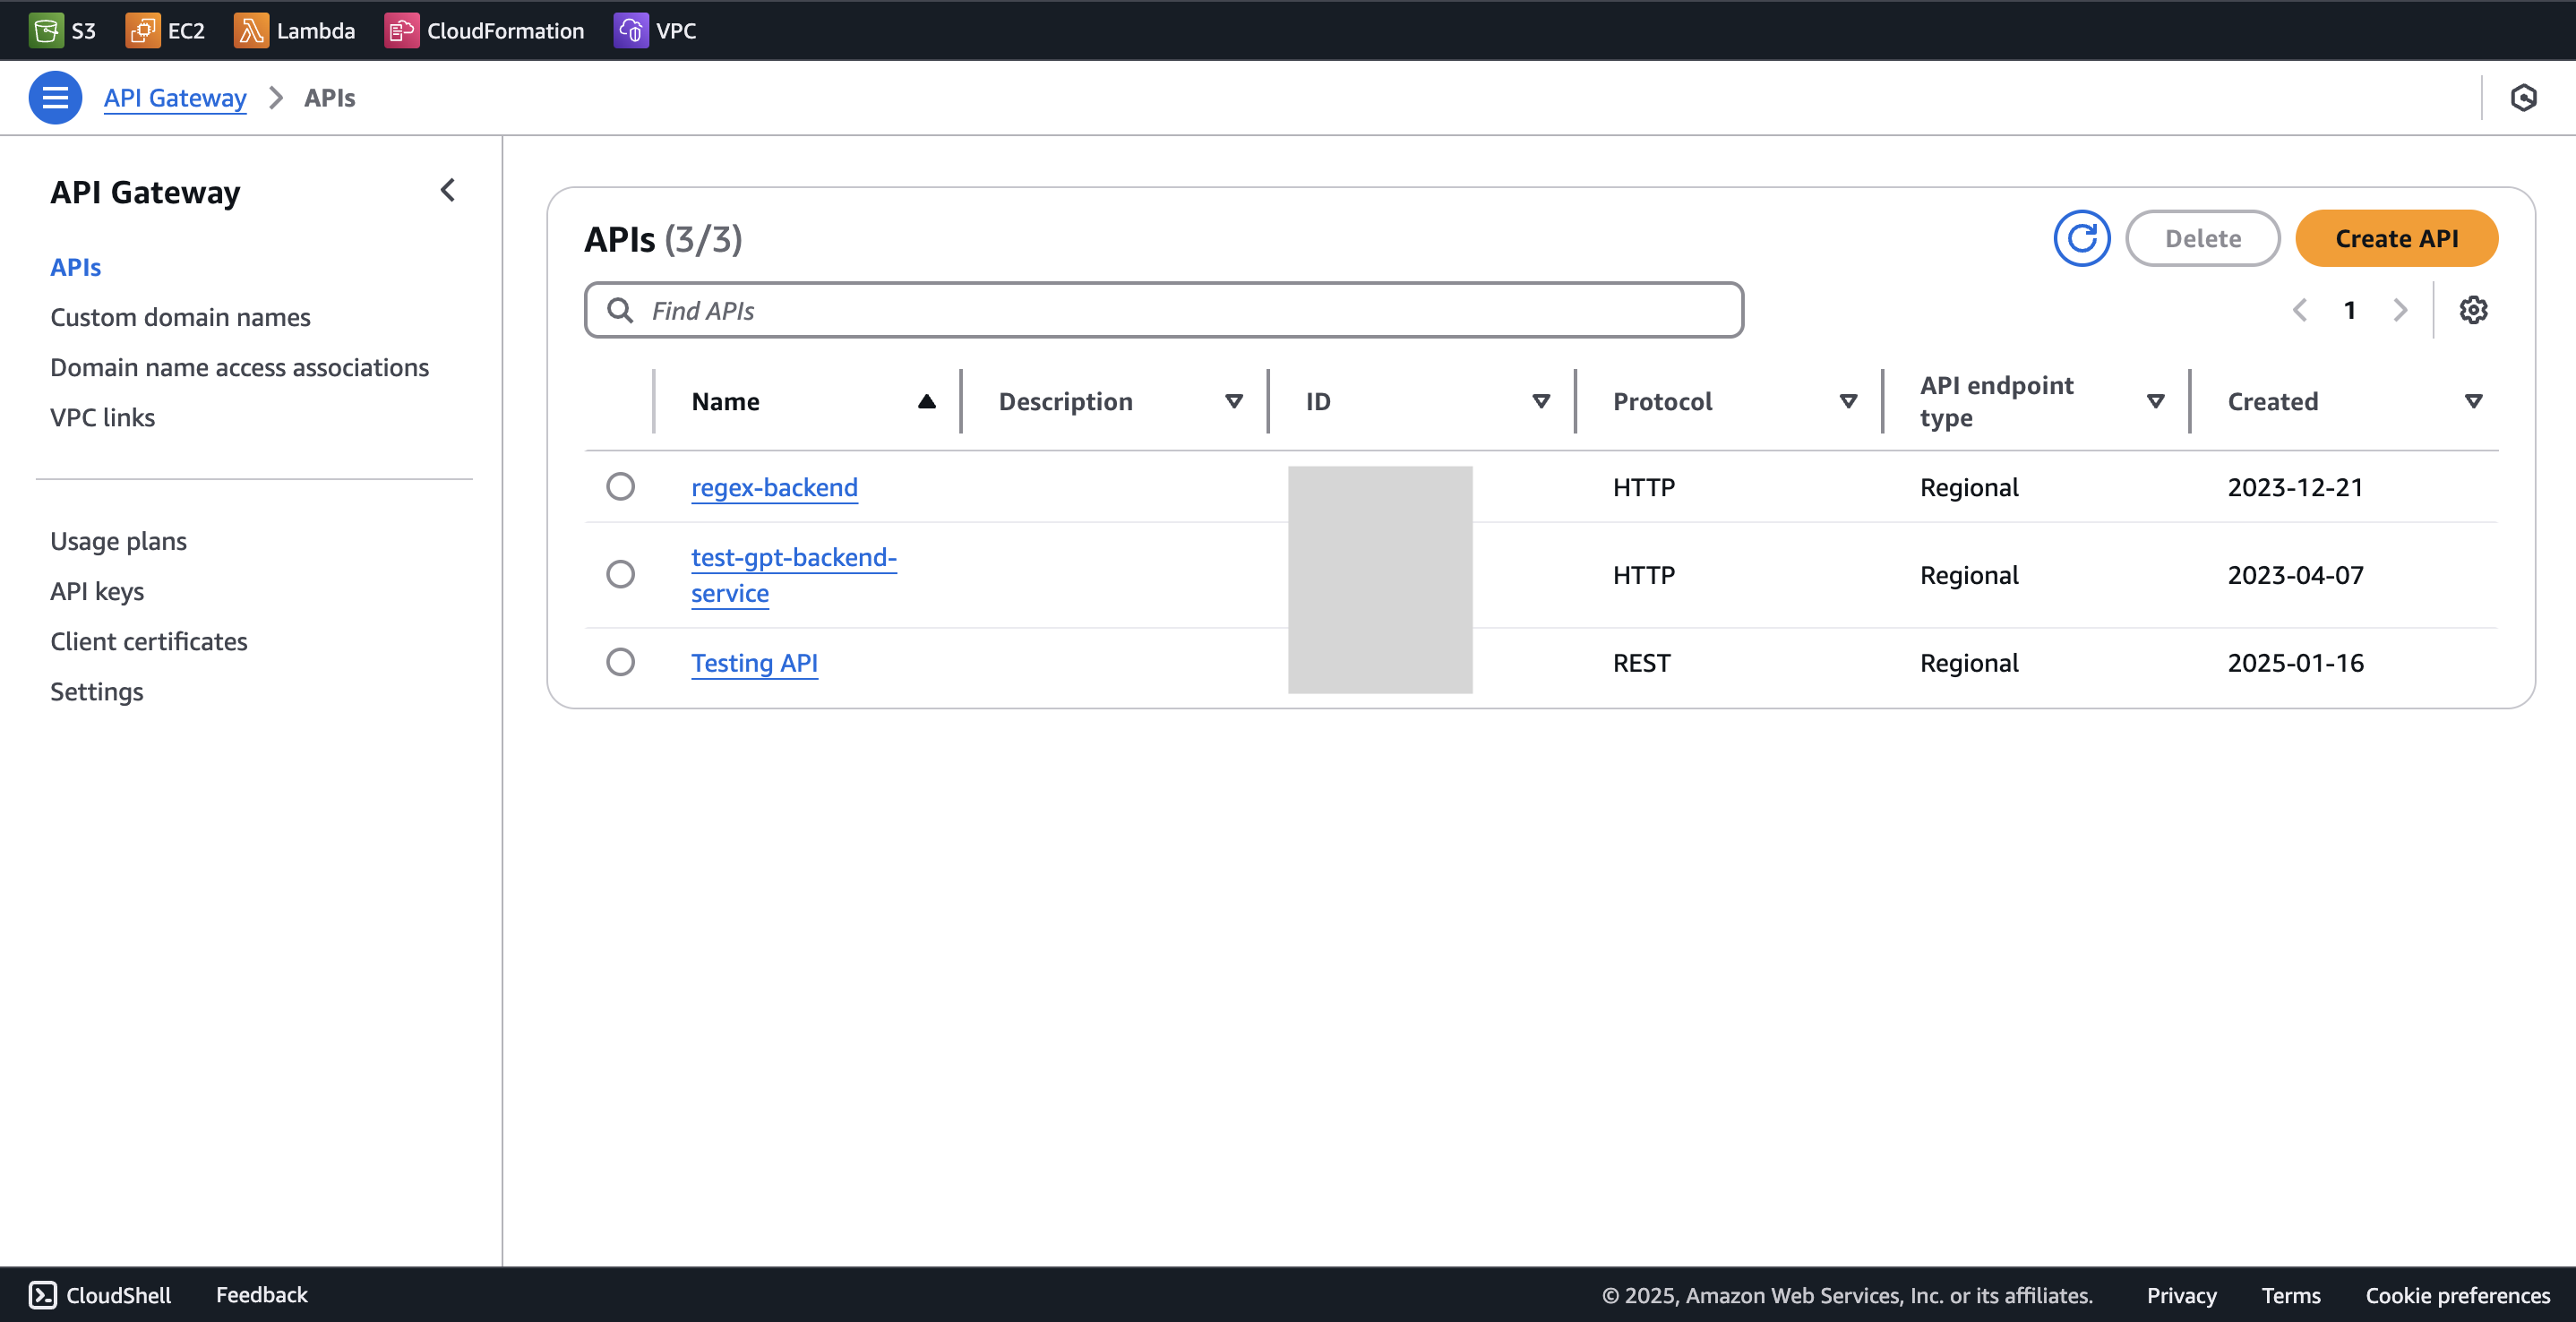 S3 EC2 Lambda CloudFormation VPC
API Gateway APIs
API Gateway
APIs
Custom domain names
Domain name access associations
VPC links
Usage plans
API keys
Client certificates
Settings
APIs (3/3)
Delete
Create API
Find APIs
1
Name Description ID Protocol API endpoint
type Created
regex-backend HTTP Regional 2023-12-21
test-gpt-backend-
service HTTP Regional 2023-04-07
Testing API REST Regional 2025-01-16
CloudShell Feedback © 2025, Amazon Web Services, Inc. or its affiliates. Privacy Terms Cookie preferences